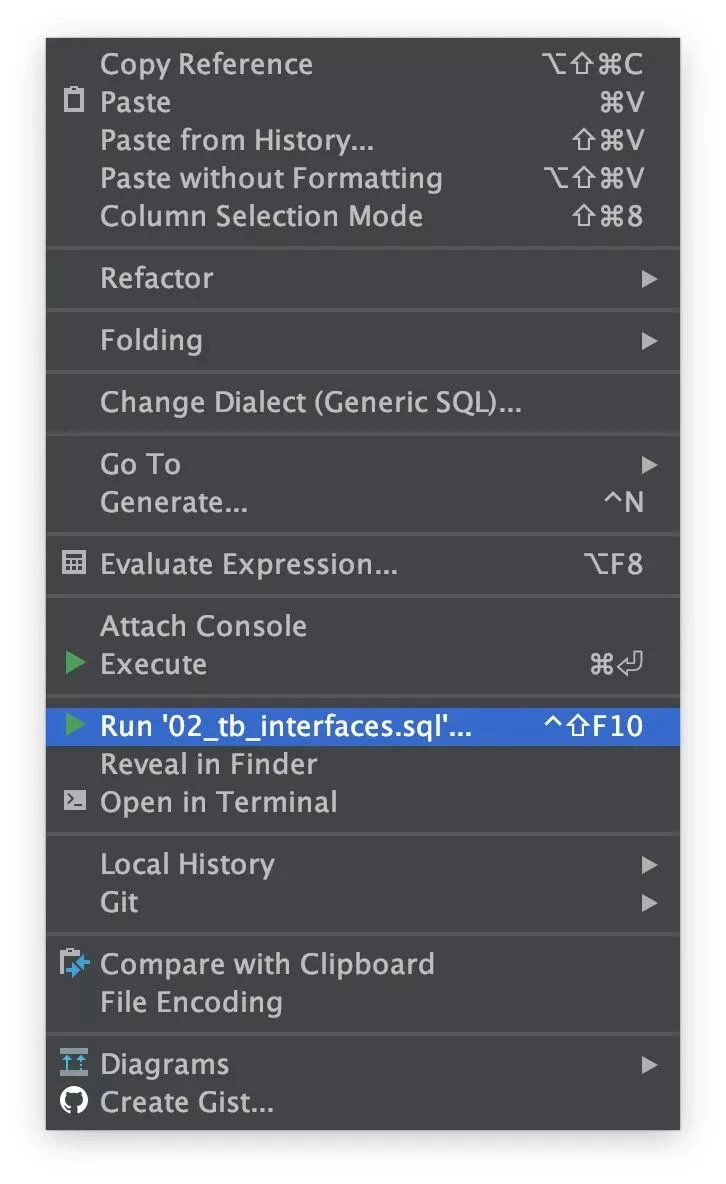 Copy Reference ⌥⇧⌘C
Paste ⌘V
Paste from History... ⇧⌘V
Paste without Formatting ⌥⇧⌘V
Column Selection Mode ⇧⌘8
Refactor
Folding
Change Dialect (Generic SQL)...
Go To
Generate... ^N
Evaluate Expression... ⌥F8
Attach Console
Execute ⌘⏎
Run '02_tb_interfaces.sql'... ^⇧F10
Reveal in Finder
Open in Terminal
Local History
Git
Compare with Clipboard
File Encoding
Diagrams
Create Gist...